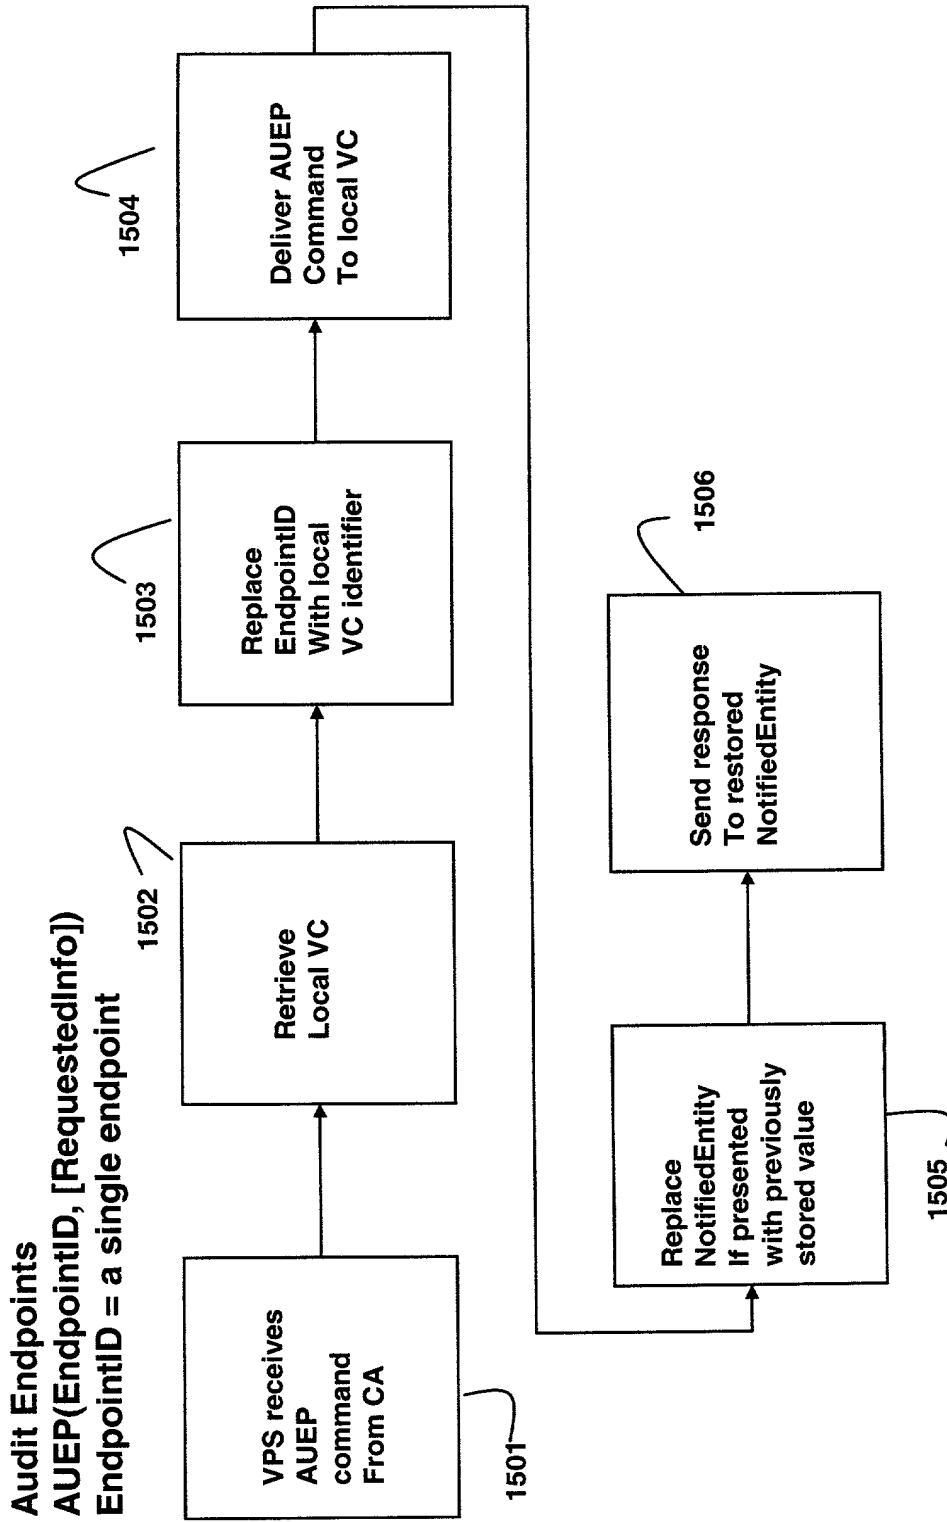 Audit Endpoints
AUEP(EndpointID, [RequestedInfo])
EndpointID = a single endpoint
VPS receives
AUEP
command
From CA
1501
Retrieve
Local VC
1502
Replace
EndpointID
With local
VC identifier
1503
Deliver AUEP
Command
To local VC
1504
Replace
NotifiedEntity
If presented
with previously
stored value
1505
Send response
To restored
NotifiedEntity
1506